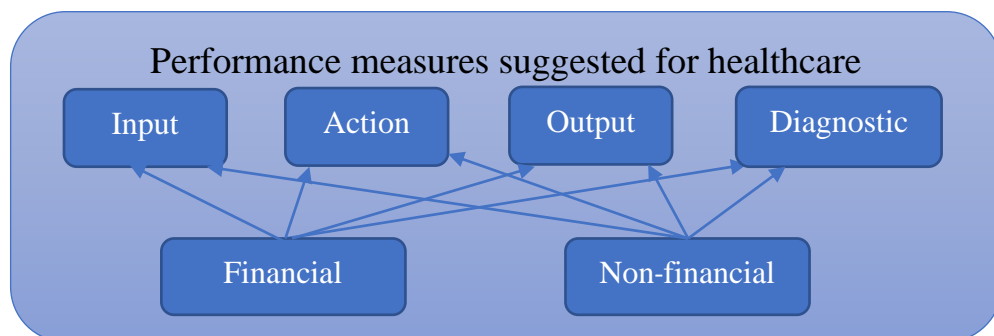 Performance measures suggested for healthcare
Input Action Output Diagnostic
Financial Non-financial